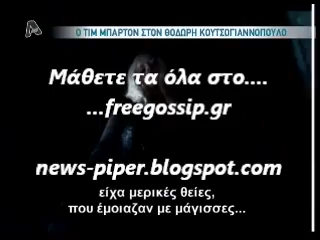 Ο ΤΙΜ ΜΠΑΡΤΟΝ ΣΤΟΝ ΘΟΔΩΡΗ ΚΟΥΤΣΟΓΙΑΝΝΟΠΟΥΛΟ
Μάθετε τα όλα στο....
...freegossip.gr
news-piper.blogspot.com
είχα μερικές θείες,
που έμοιαζαν με μάγισσες...